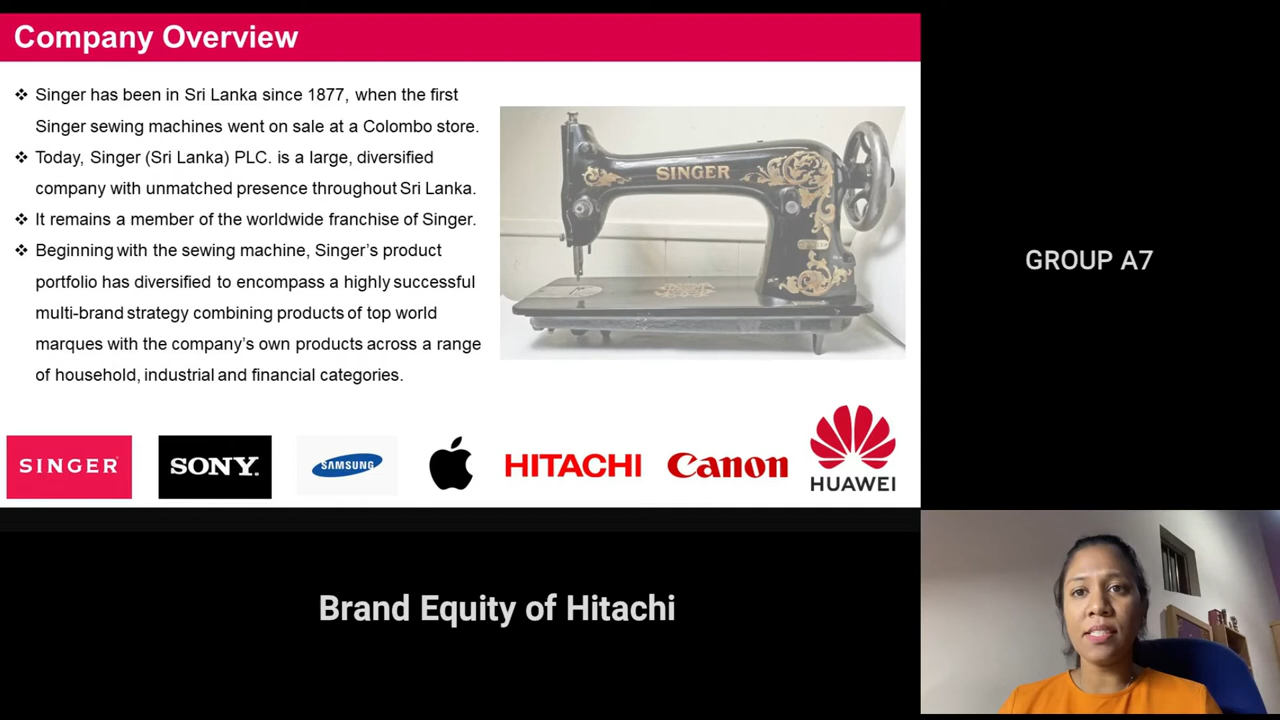 Company Overview
❖ Singer has been in Sri Lanka since 1877, when the first
Singer sewing machines went on sale at a Colombo store.
❖ Today, Singer (Sri Lanka) PLC. is a large, diversified
company with unmatched presence throughout Sri Lanka.
❖ It remains a member of the worldwide franchise of Singer.
❖ Beginning with the sewing machine, Singer's product
portfolio has diversified to encompass a highly successful
multi-brand strategy combining products of top world
marques with the company's own products across a range
of household, industrial and financial categories.
SINGER
SINGER
SONY
SAMSUNG
HITACHI
Canon
HUAWEI
GROUP A7
Brand Equity of Hitachi